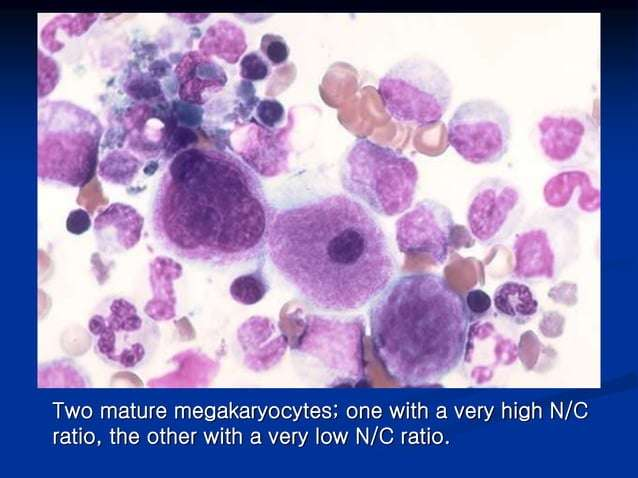 Two mature megakaryocytes; one with a very high N/C
ratio, the other with a very low N/C ratio.